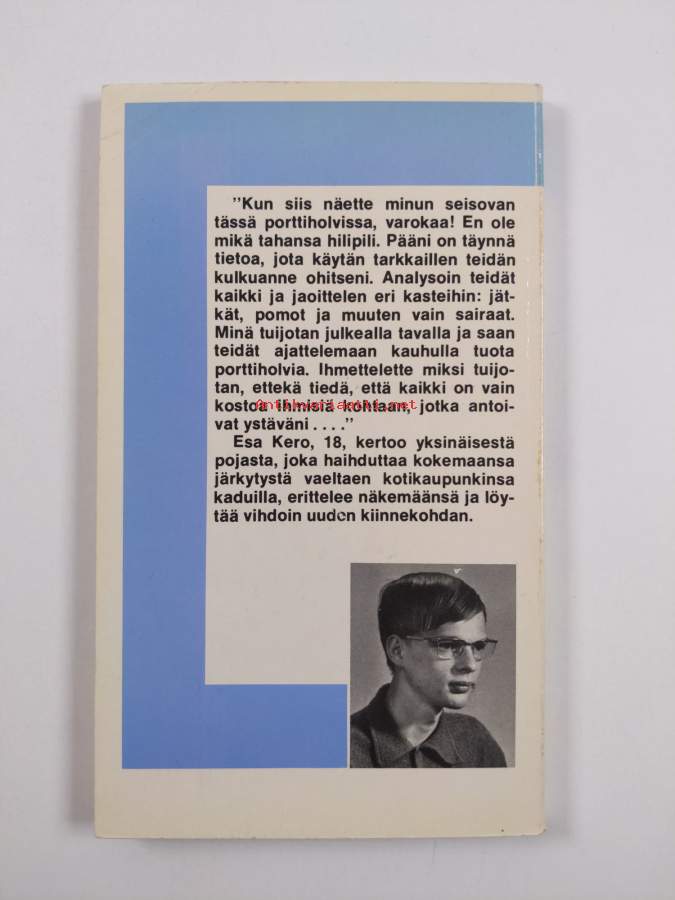 "Kun siis näette minun seisovan
tässä porttiholvissa, varokaa! En ole
mikä tahansa hilipili. Pääni on täynnä
tietoa, jota käytän tarkkaillen teidän
kulkuanne ohitseni. Analysoin teidät
kaikki ja jaoittelen eri kasteihin: jät-
kät, pomot ja muuten vain sairaat.
Minä tuijotan julkealla tavalla ja saan
teidät ajattelemaan kauhulla tuota
porttiholvia. Ihmettelette miksi tuijo-
tan, ettekä tiedä, että kaikki on vain
kostoa ihmisiä kohtaan, jotka antoi-
Antikvariaatti.net
vat ystäväni . . . ."
Esa Kero, 18, kertoo yksinäisestä
pojasta, joka haihduttaa kokemaansa
järkytystä vaeltaen kotikaupunkinsa
kaduilla, erittelee näkemäänsä ja löy-
tää vihdoin uuden kiinnekohdan.